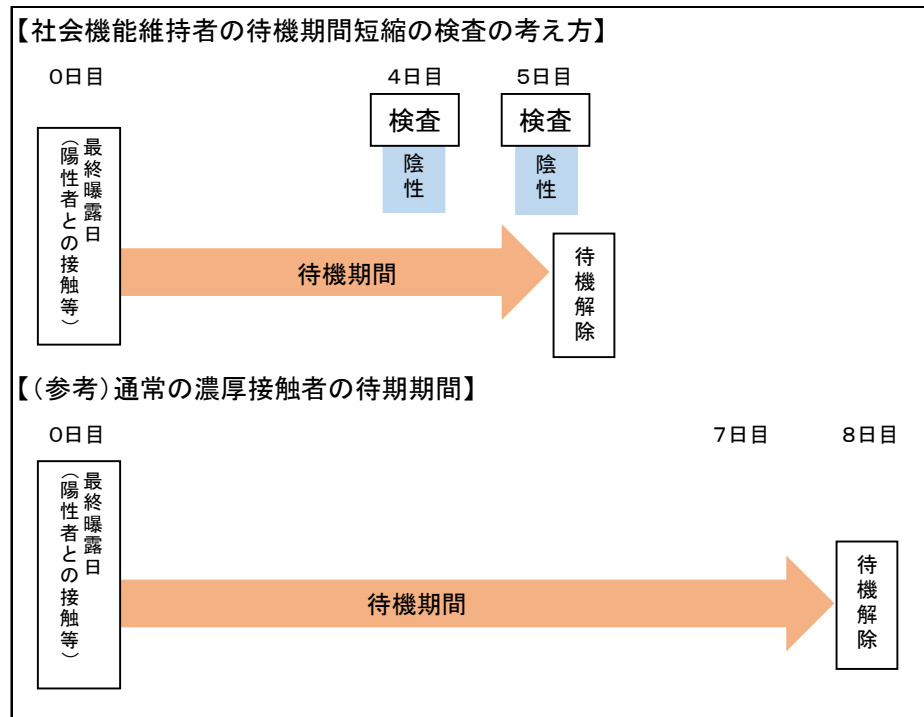 【社会機能維持者の待機期間短縮の検査の考え方】
0日目
4日目
5日目
検査
検査
陰性
陰性
最終曝露日
(陽性者との接触等)
待機期間
待機解除
【(参考)通常の濃厚接触者の待期期間】
0日目
7日目
8日目
最終曝露日
(陽性者との接触等)
待機期間
待機解除